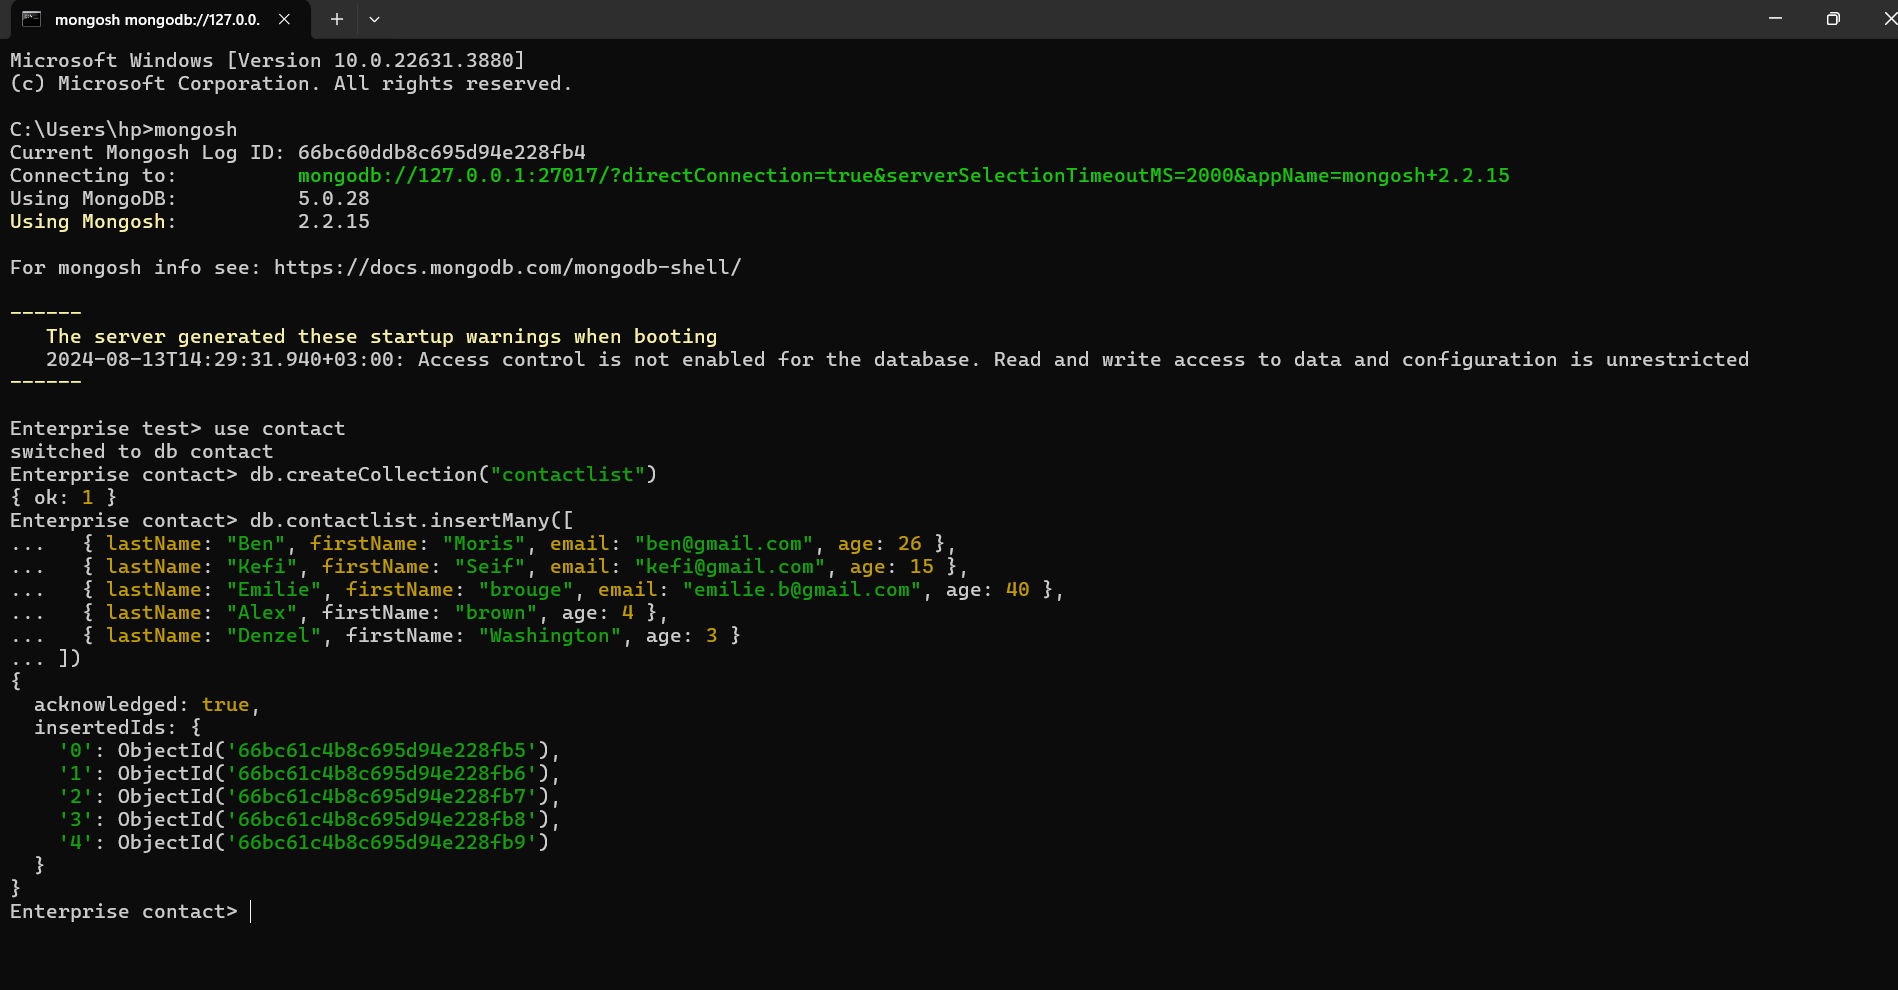 mongosh mongodb://127.0.0.
Microsoft Windows [Version 10.0.22631.3880]
(c) Microsoft Corporation. All rights reserved.
C:\Users\hp>mongosh
Current Mongosh Log ID: 66bc60ddb8c695d94e228fb4
Connecting to:          mongodb://127.0.0.1:27017/?directConnection=true&serverSelectionTimeoutMS=2000&appName=mongosh+2.2.15
Using MongoDB:          5.0.28
Using Mongosh:          2.2.15
For mongosh info see: https://docs.mongodb.com/mongodb-shell/
------
   The server generated these startup warnings when booting
   2024-08-13T14:29:31.940+03:00: Access control is not enabled for the database. Read and write access to data and configuration is unrestricted
------
Enterprise test> use contact
switched to db contact
Enterprise contact> db.createCollection("contactlist")
{ ok: 1 }
Enterprise contact> db.contactlist.insertMany([
...   { lastName: "Ben", firstName: "Moris", email: "ben@gmail.com", age: 26 },
...   { lastName: "Kefi", firstName: "Seif", email: "kefi@gmail.com", age: 15 },
...   { lastName: "Emilie", firstName: "brouge", email: "emilie.b@gmail.com", age: 40 },
...   { lastName: "Alex", firstName: "brown", age: 4 },
...   { lastName: "Denzel", firstName: "Washington", age: 3 }
... ])
{
  acknowledged: true,
  insertedIds: {
    '0': ObjectId('66bc61c4b8c695d94e228fb5'),
    '1': ObjectId('66bc61c4b8c695d94e228fb6'),
    '2': ObjectId('66bc61c4b8c695d94e228fb7'),
    '3': ObjectId('66bc61c4b8c695d94e228fb8'),
    '4': ObjectId('66bc61c4b8c695d94e228fb9')
  }
}
Enterprise contact>